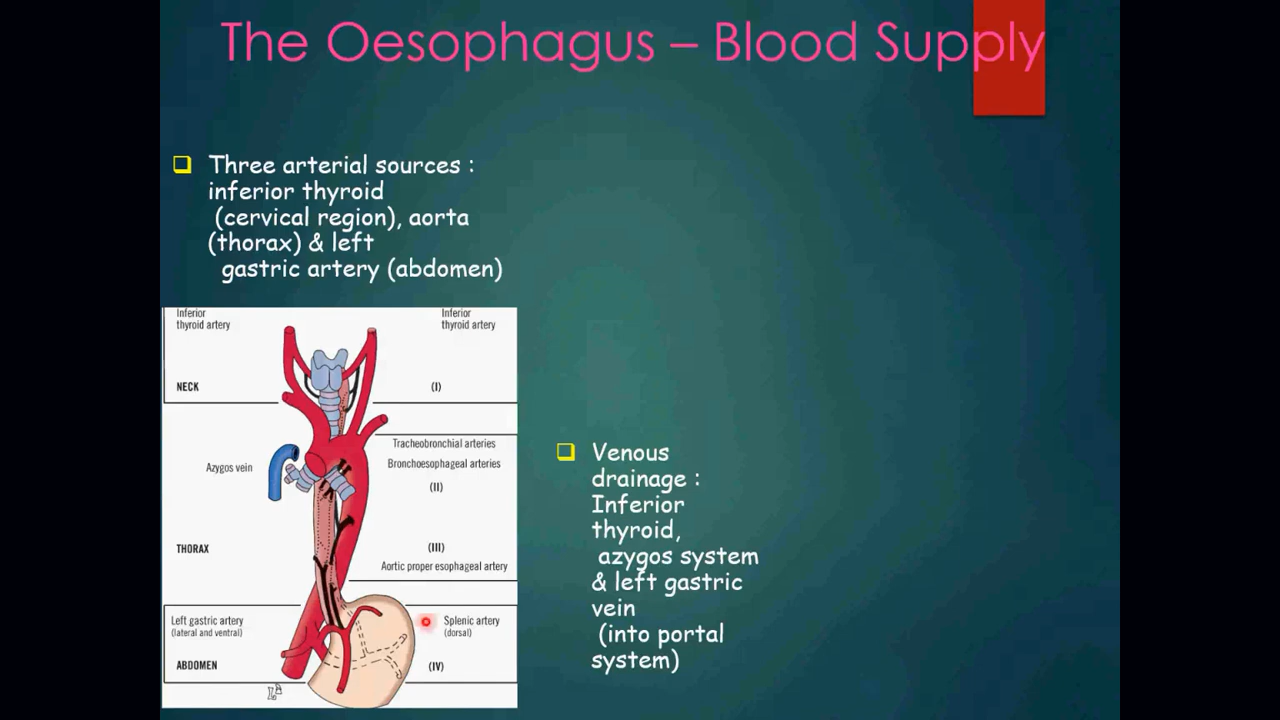 The Oesophagus – Blood Supply
Three arterial sources :
inferior thyroid
(cervical region), aorta
(thorax) & left
gastric artery (abdomen)
Inferior
thyroid artery
Inferior
thyroid artery
NECK
(I)
Tracheobronchial arteries
Azygos vein
Bronchoesophageal arteries
(II)
THORAX
(III)
Aortic proper esophageal artery
Left gastric artery
(lateral and ventral)
Splenic artery
(dorsal)
ABDOMEN
(IV)
Venous
drainage :
Inferior
thyroid,
azygos system
& left gastric
vein
(into portal
system)